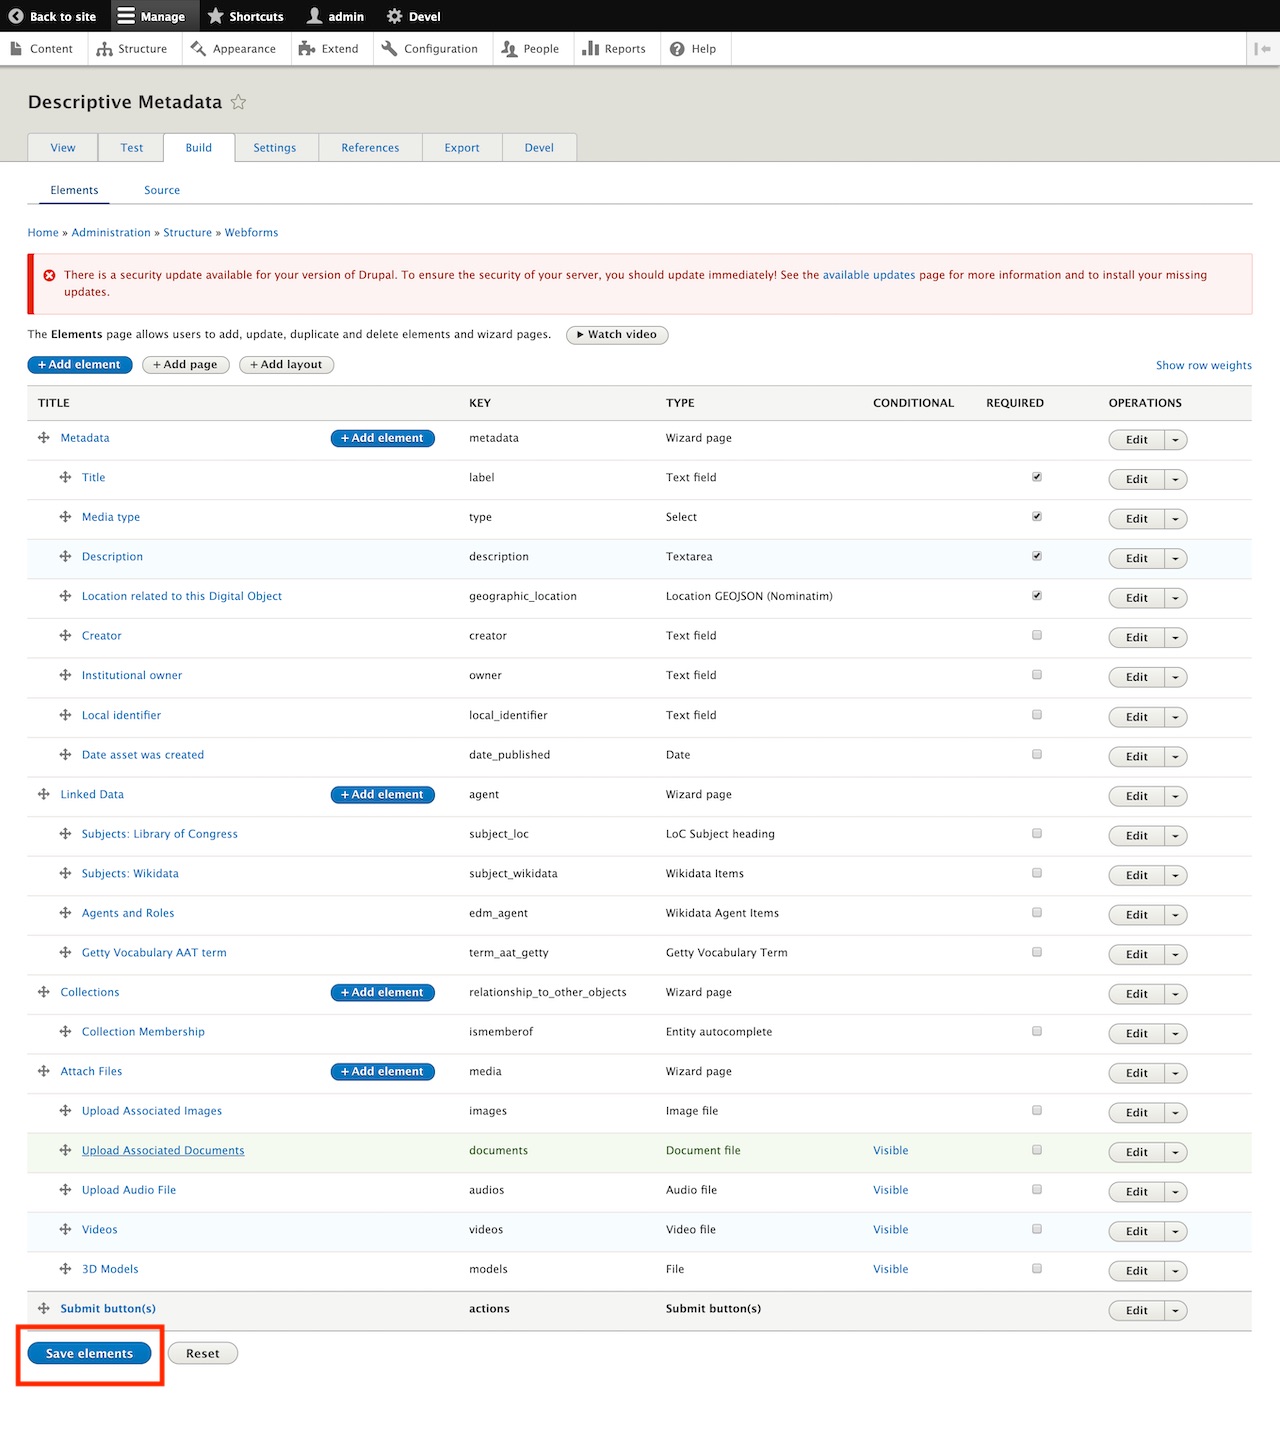 Back to site Manage Shortcuts admin Devel
Content Structure Appearance Extend Configuration People Reports Help
Descriptive Metadata
View Test Build Settings References Export Devel
Elements Source
Home » Administration » Structure » Webforms
There is a security update available for your version of Drupal. To ensure the security of your server, you should update immediately! See the available updates page for more information and to install your missing
updates.
The Elements page allows users to add, update, duplicate and delete elements and wizard pages. Watch video
+ Add element + Add page + Add layout Show row weights
TITLE KEY TYPE CONDITIONAL REQUIRED OPERATIONS
Metadata + Add element metadata Wizard page Edit
Title label Text field Edit
Media type type Select Edit
Description description Textarea Edit
Location related to this Digital Object geographic_location Location GEOJSON (Nominatim) Edit
Creator creator Text field Edit
Institutional owner owner Text field Edit
Local identifier local_identifier Text field Edit
Date asset was created date_published Date Edit
Linked Data + Add element agent Wizard page Edit
Subjects: Library of Congress subject_loc LoC Subject heading Edit
Subjects: Wikidata subject_wikidata Wikidata Items Edit
Agents and Roles edm_agent Wikidata Agent Items Edit
Getty Vocabulary AAT term term_aat_getty Getty Vocabulary Term Edit
Collections + Add element relationship_to_other_objects Wizard page Edit
Collection Membership ismemberof Entity autocomplete Edit
Attach Files + Add element media Wizard page Edit
Upload Associated Images images Image file Edit
Upload Associated Documents documents Document file Visible Edit
Upload Audio File audios Audio file Visible Edit
Videos videos Video file Visible Edit
3D Models models File Visible Edit
Submit button(s) actions Submit button(s) Edit
Save elements Reset